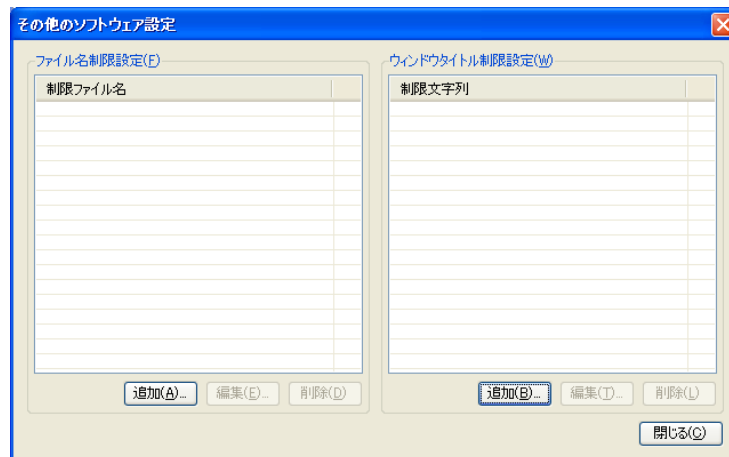 その他のソフトウェア設定
ファイル名制限設定(F)
制限ファイル名
追加(A)... 編集(E)... 削除(D)
ウィンドウタイトル制限設定(W)
制限文字列
追加(B)... 編集(T)... 削除(L)
閉じる(C)